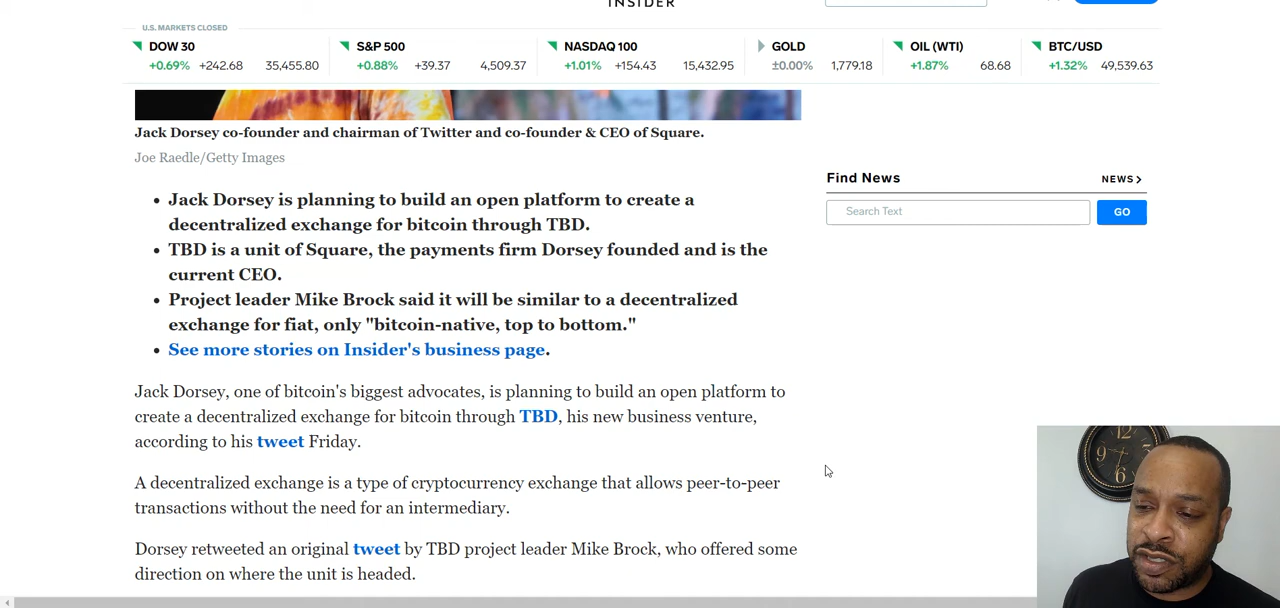 INSIDER
U.S. MARKETS CLOSED
DOW 30
+0.69% +242.68 35,455.80
S&P 500
+0.88% +39.37 4,509.37
NASDAQ 100
+1.01% +154.43 15,432.95
GOLD
±0.00% 1,779.18
OIL (WTI)
+1.87% 68.68
BTC/USD
+1.32% 49,539.63
Jack Dorsey co-founder and chairman of Twitter and co-founder & CEO of Square.
Joe Raedle/Getty Images
• Jack Dorsey is planning to build an open platform to create a
decentralized exchange for bitcoin through TBD.
• TBD is a unit of Square, the payments firm Dorsey founded and is the
current CEO.
• Project leader Mike Brock said it will be similar to a decentralized
exchange for fiat, only "bitcoin-native, top to bottom."
• See more stories on Insider's business page.
Jack Dorsey, one of bitcoin's biggest advocates, is planning to build an open platform to
create a decentralized exchange for bitcoin through TBD, his new business venture,
according to his tweet Friday.
A decentralized exchange is a type of cryptocurrency exchange that allows peer-to-peer
transactions without the need for an intermediary.
Dorsey retweeted an original tweet by TBD project leader Mike Brock, who offered some
direction on where the unit is headed.
Find News
NEWS >
Search Text
GO
12
9
6